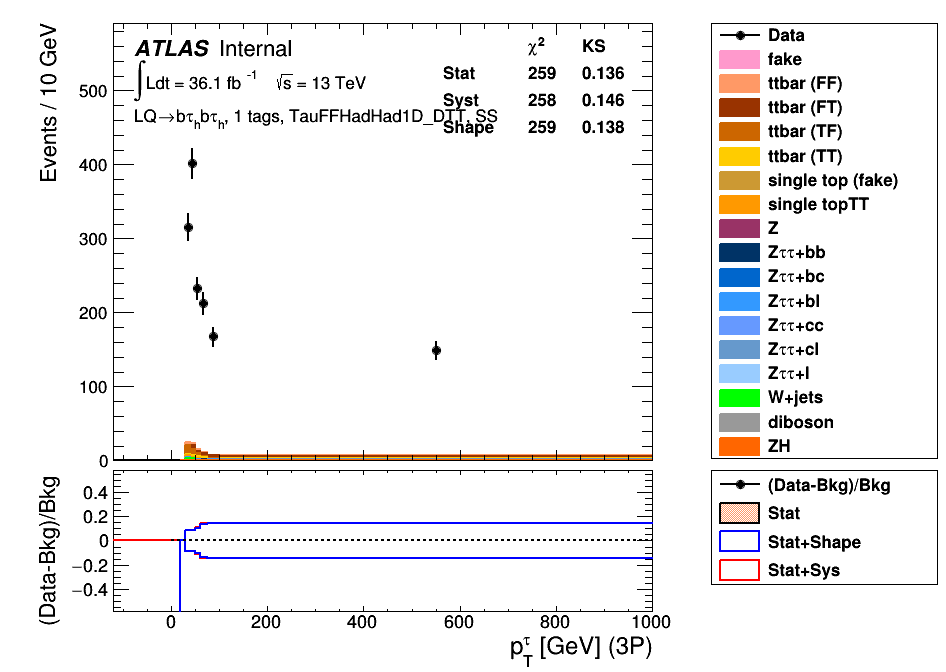 Events / 10 GeV
ATLAS Internal
∫Ldt = 36.1 fb⁻¹ √s = 13 TeV
LQ→bτₕbτₕ, 1 tags, TauFFHadHad1D_DTT, SS
χ² KS
Stat 259 0.136
Syst 258 0.146
Shape 259 0.138
500
400
300
200
100
0
Data
fake
ttbar (FF)
ttbar (FT)
ttbar (TF)
ttbar (TT)
single top (fake)
single topTT
Z
Zττ+bb
Zττ+bc
Zττ+bl
Zττ+cc
Zττ+cl
Zττ+l
W+jets
diboson
ZH
(Data-Bkg)/Bkg
0.4
0.2
0
−0.2
−0.4
(Data-Bkg)/Bkg
Stat
Stat+Shape
Stat+Sys
0 200 400 600 800 1000
p_T^τ [GeV] (3P)